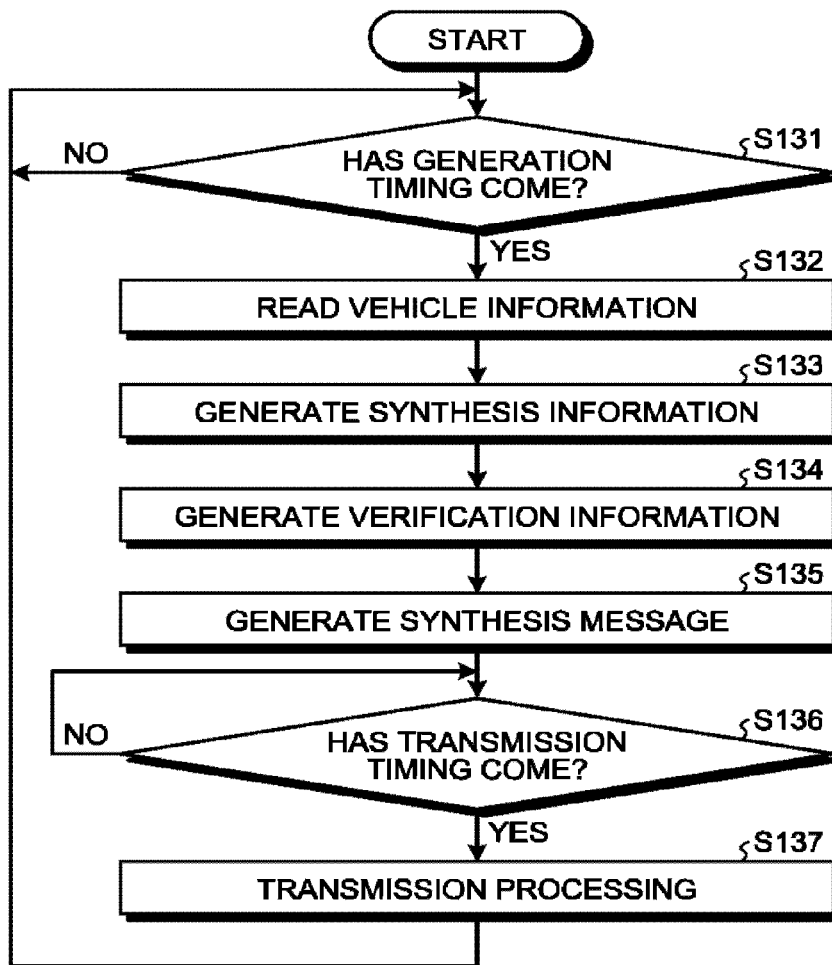 START
S131
NO
HAS GENERATION
TIMING COME?
YES
S132
READ VEHICLE INFORMATION
S133
GENERATE SYNTHESIS INFORMATION
S134
GENERATE VERIFICATION INFORMATION
S135
GENERATE SYNTHESIS MESSAGE
S136
NO
HAS TRANSMISSION
TIMING COME?
YES
S137
TRANSMISSION PROCESSING